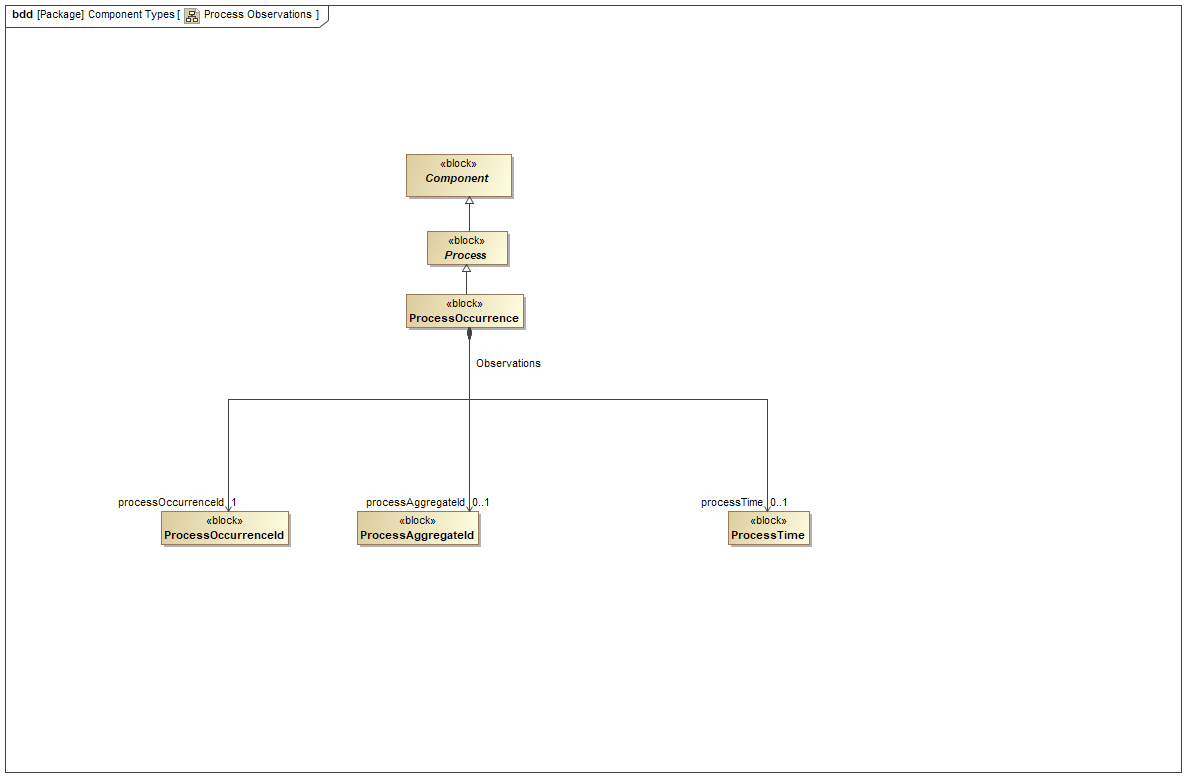 bdd [Package] Component Types [ Process Observations ]
«block»
Component
«block»
Process
«block»
ProcessOccurrence
Observations
processOccurrenceId 1
processAggregateId 0..1
processTime 0..1
«block»
ProcessOccurrenceId
«block»
ProcessAggregateId
«block»
ProcessTime